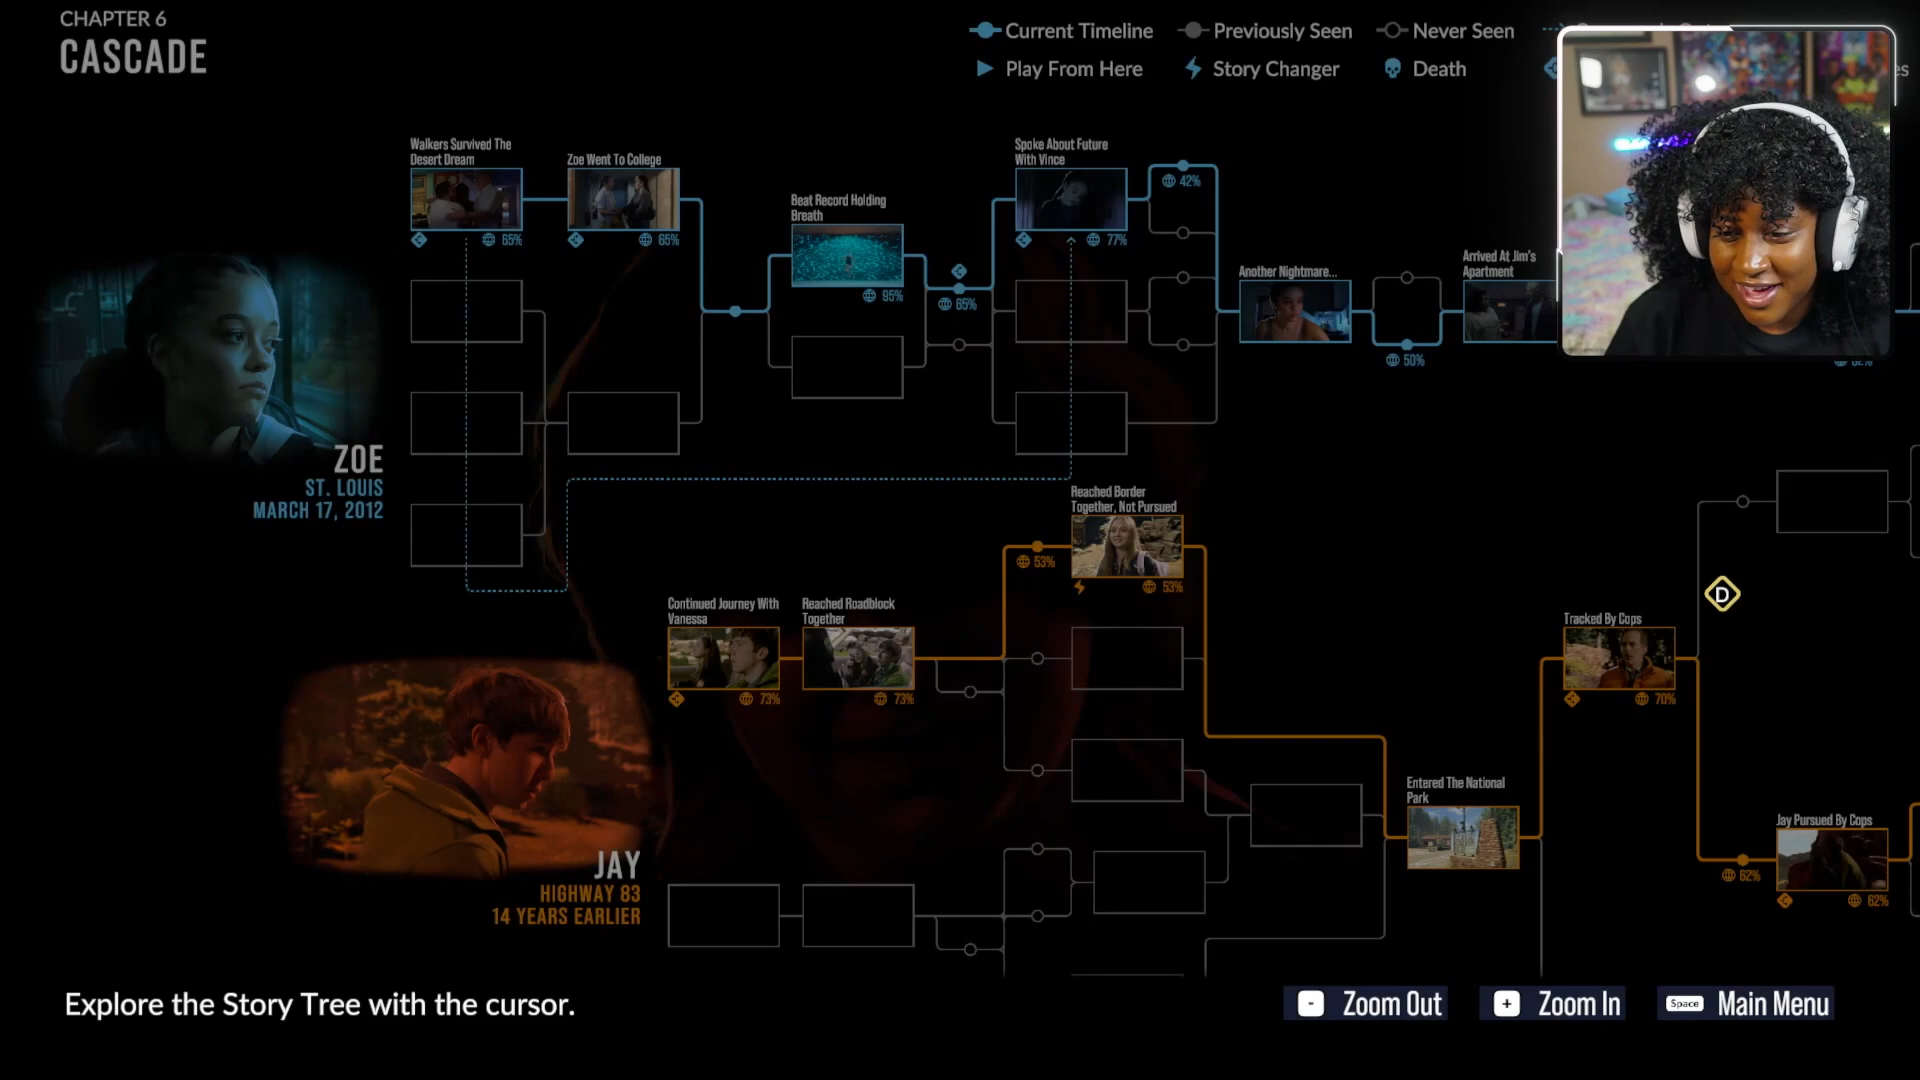 CHAPTER 6
CASCADE
Current Timeline
Previously Seen
Never Seen
Play From Here
Story Changer
Death
Walkers Survived The
Desert Dream
65%
Zoe Went To College
65%
Beat Record Holding
Breath
95%
65%
Spoke About Future
With Vince
77%
42%
Another Nightmare...
50%
Arrived At Jim's
Apartment
ZOE
ST. LOUIS
MARCH 17, 2012
Continued Journey With
Vanessa
73%
Reached Roadblock
Together
73%
53%
Reached Border
Together, Not Pursued
53%
Entered The National
Park
Tracked By Cops
70%
D
62%
Jay Pursued By Cops
62%
JAY
HIGHWAY 83
14 YEARS EARLIER
Explore the Story Tree with the cursor.
- Zoom Out
+ Zoom In
Space Main Menu